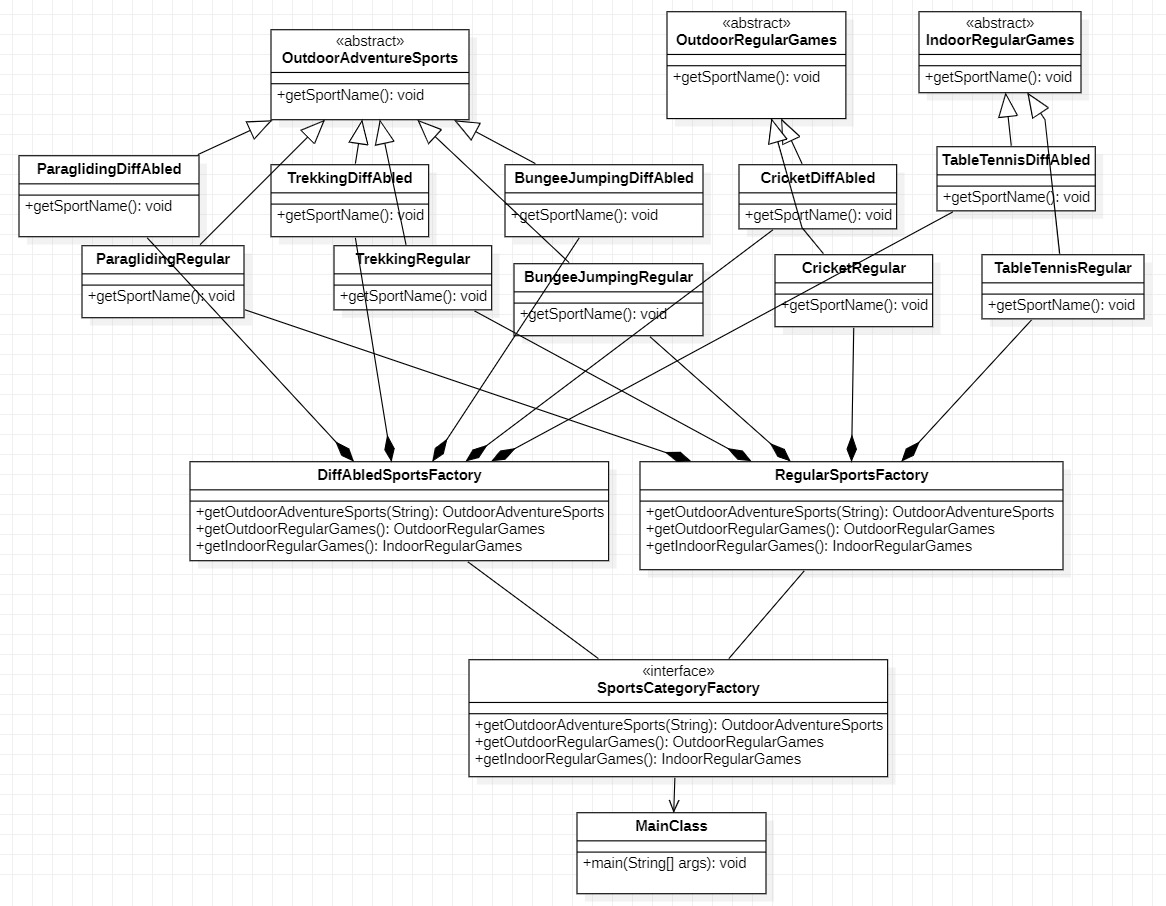 «abstract»
OutdoorAdventureSports
+getSportName(): void
«abstract»
OutdoorRegularGames
+getSportName(): void
«abstract»
IndoorRegularGames
+getSportName(): void
ParaglidingDiffAbled
+getSportName(): void
TrekkingDiffAbled
+getSportName(): void
BungeeJumpingDiffAbled
+getSportName(): void
CricketDiffAbled
+getSportName(): void
TableTennisDiffAbled
+getSportName(): void
ParaglidingRegular
+getSportName(): void
TrekkingRegular
+getSportName(): void
BungeeJumpingRegular
+getSportName(): void
CricketRegular
+getSportName(): void
TableTennisRegular
+getSportName(): void
DiffAbledSportsFactory
+getOutdoorAdventureSports(String): OutdoorAdventureSports
+getOutdoorRegularGames(): OutdoorRegularGames
+getIndoorRegularGames(): IndoorRegularGames
RegularSportsFactory
+getOutdoorAdventureSports(String): OutdoorAdventureSports
+getOutdoorRegularGames(): OutdoorRegularGames
+getIndoorRegularGames(): IndoorRegularGames
«interface»
SportsCategoryFactory
+getOutdoorAdventureSports(String): OutdoorAdventureSports
+getOutdoorRegularGames(): OutdoorRegularGames
+getIndoorRegularGames(): IndoorRegularGames
MainClass
+main(String[] args): void